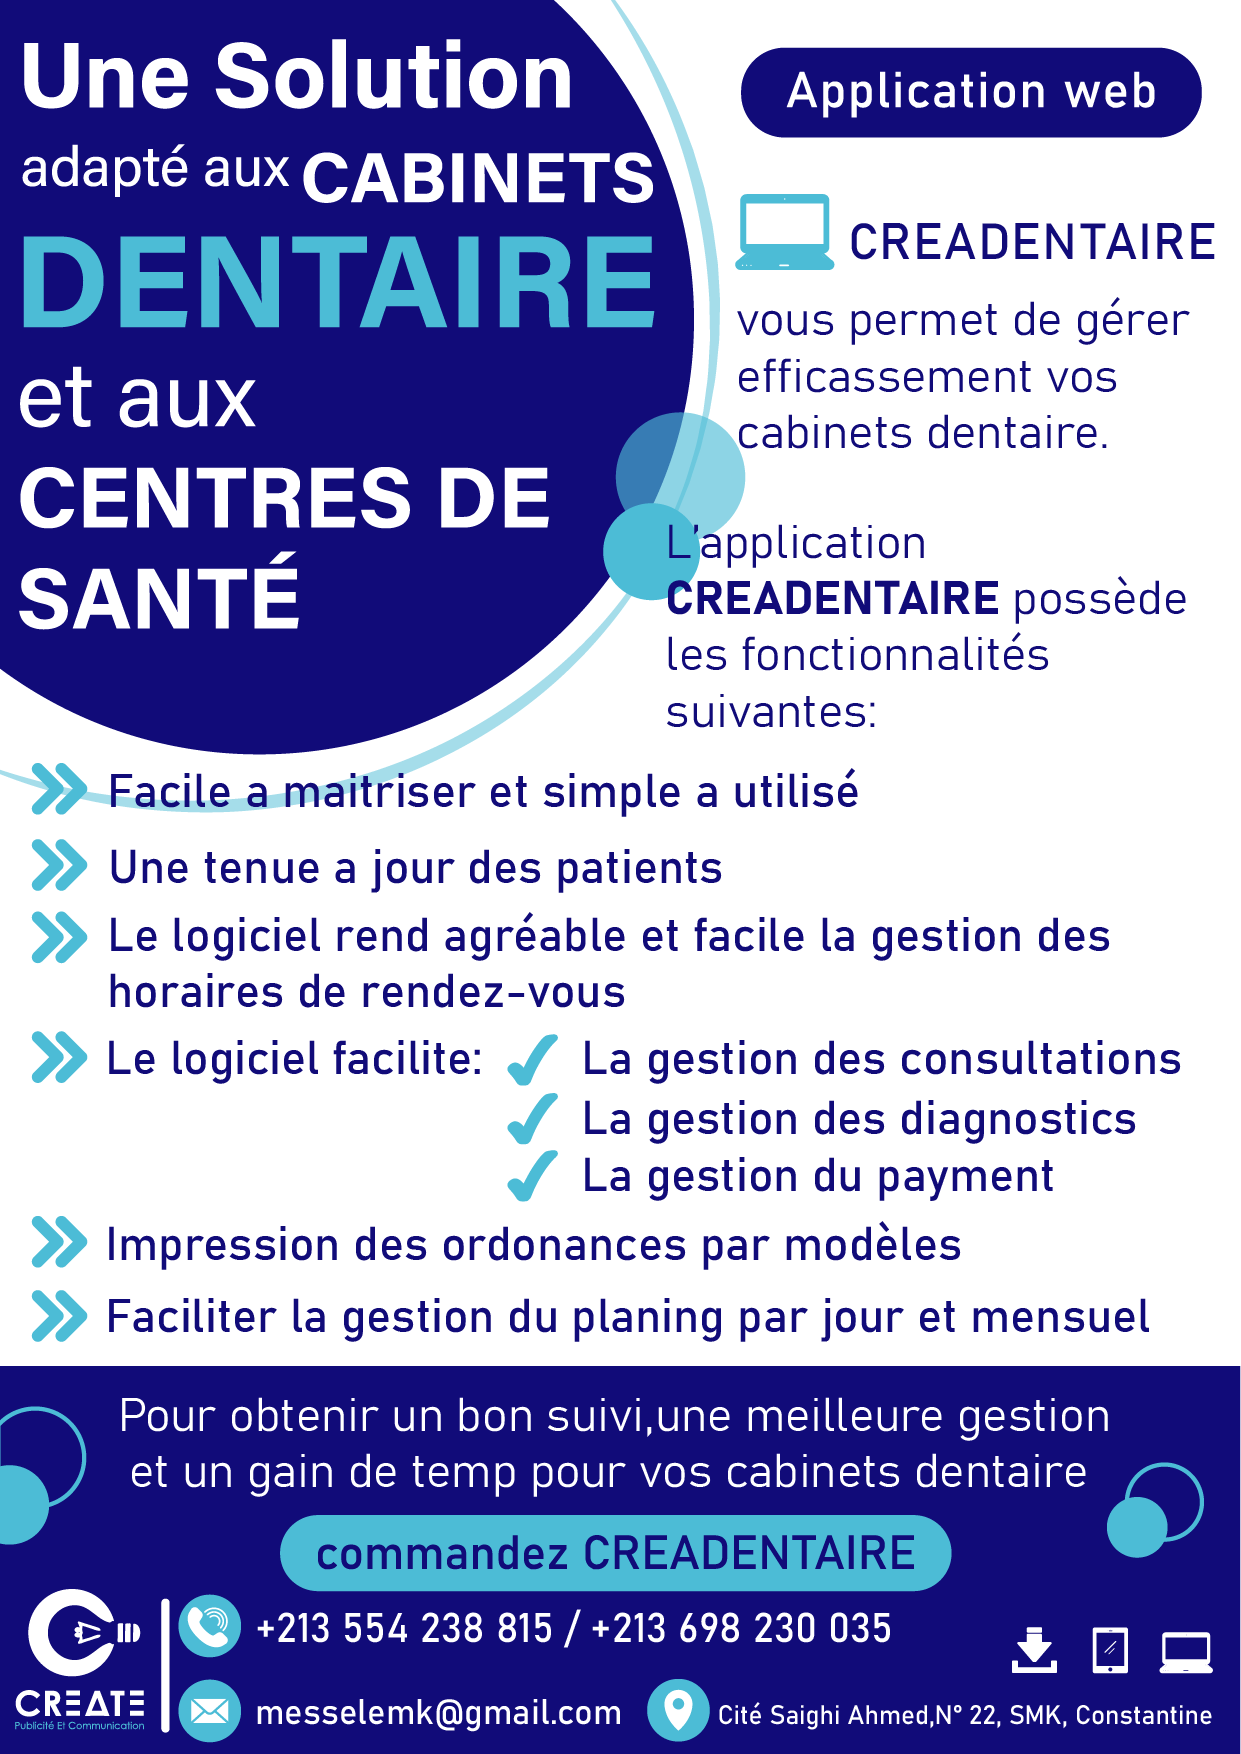 Une Solution
adapté aux CABINETS
DENTAIRE
et aux
CENTRES DE
SANTÉ
Application web
CREADENTAIRE
vous permet de gérer
efficassement vos
cabinets dentaire.
L'application
CREADENTAIRE possède
les fonctionnalités
suivantes:
Facile a maitriser et simple a utilisé
Une tenue a jour des patients
Le logiciel rend agréable et facile la gestion des
horaires de rendez-vous
Le logiciel facilite:
La gestion des consultations
La gestion des diagnostics
La gestion du payment
Impression des ordonances par modèles
Faciliter la gestion du planing par jour et mensuel
Pour obtenir un bon suivi,une meilleure gestion
et un gain de temp pour vos cabinets dentaire
commandez CREADENTAIRE
CREATE
Publicité Et Communication
+213 554 238 815 / +213 698 230 035
messelemk@gmail.com
Cité Saighi Ahmed,N° 22, SMK, Constantine